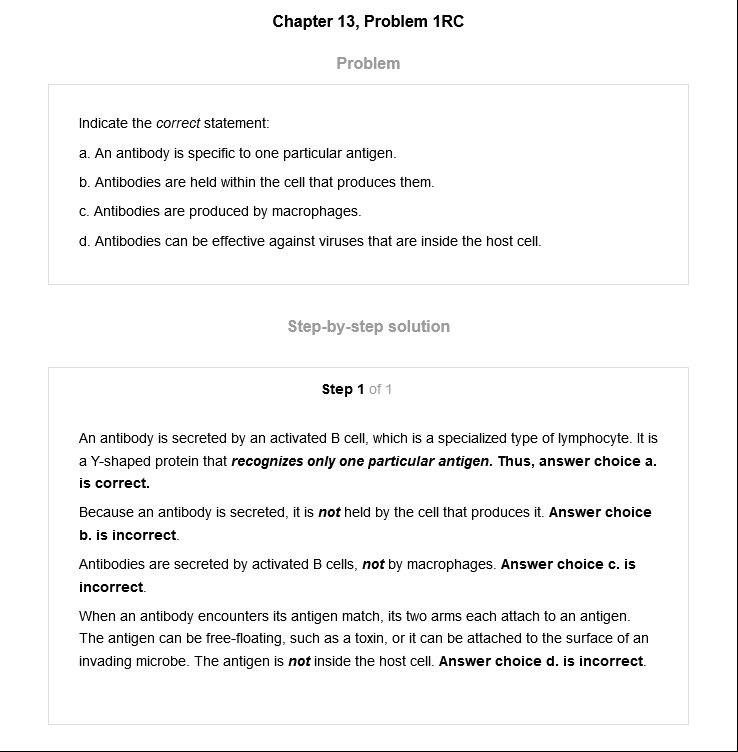 Chapter 13, Problem 1RC
Problem
Indicate the correct statement:
a. An antibody is specific to one particular antigen.
b. Antibodies are held within the cell that produces them.
c. Antibodies are produced by macrophages.
d. Antibodies can be effective against viruses that are inside the host cell.
Step-by-step solution
Step 1 of 1
An antibody is secreted by an activated B cell, which is a specialized type of lymphocyte. It is
a Y-shaped protein that recognizes only one particular antigen. Thus, answer choice a.
is correct.
Because an antibody is secreted, it is not held by the cell that produces it. Answer choice
b. is incorrect.
Antibodies are secreted by activated B cells, not by macrophages. Answer choice c. is
incorrect.
When an antibody encounters its antigen match, its two arms each attach to an antigen.
The antigen can be free-floating, such as a toxin, or it can be attached to the surface of an
invading microbe. The antigen is not inside the host cell. Answer choice d. is incorrect.